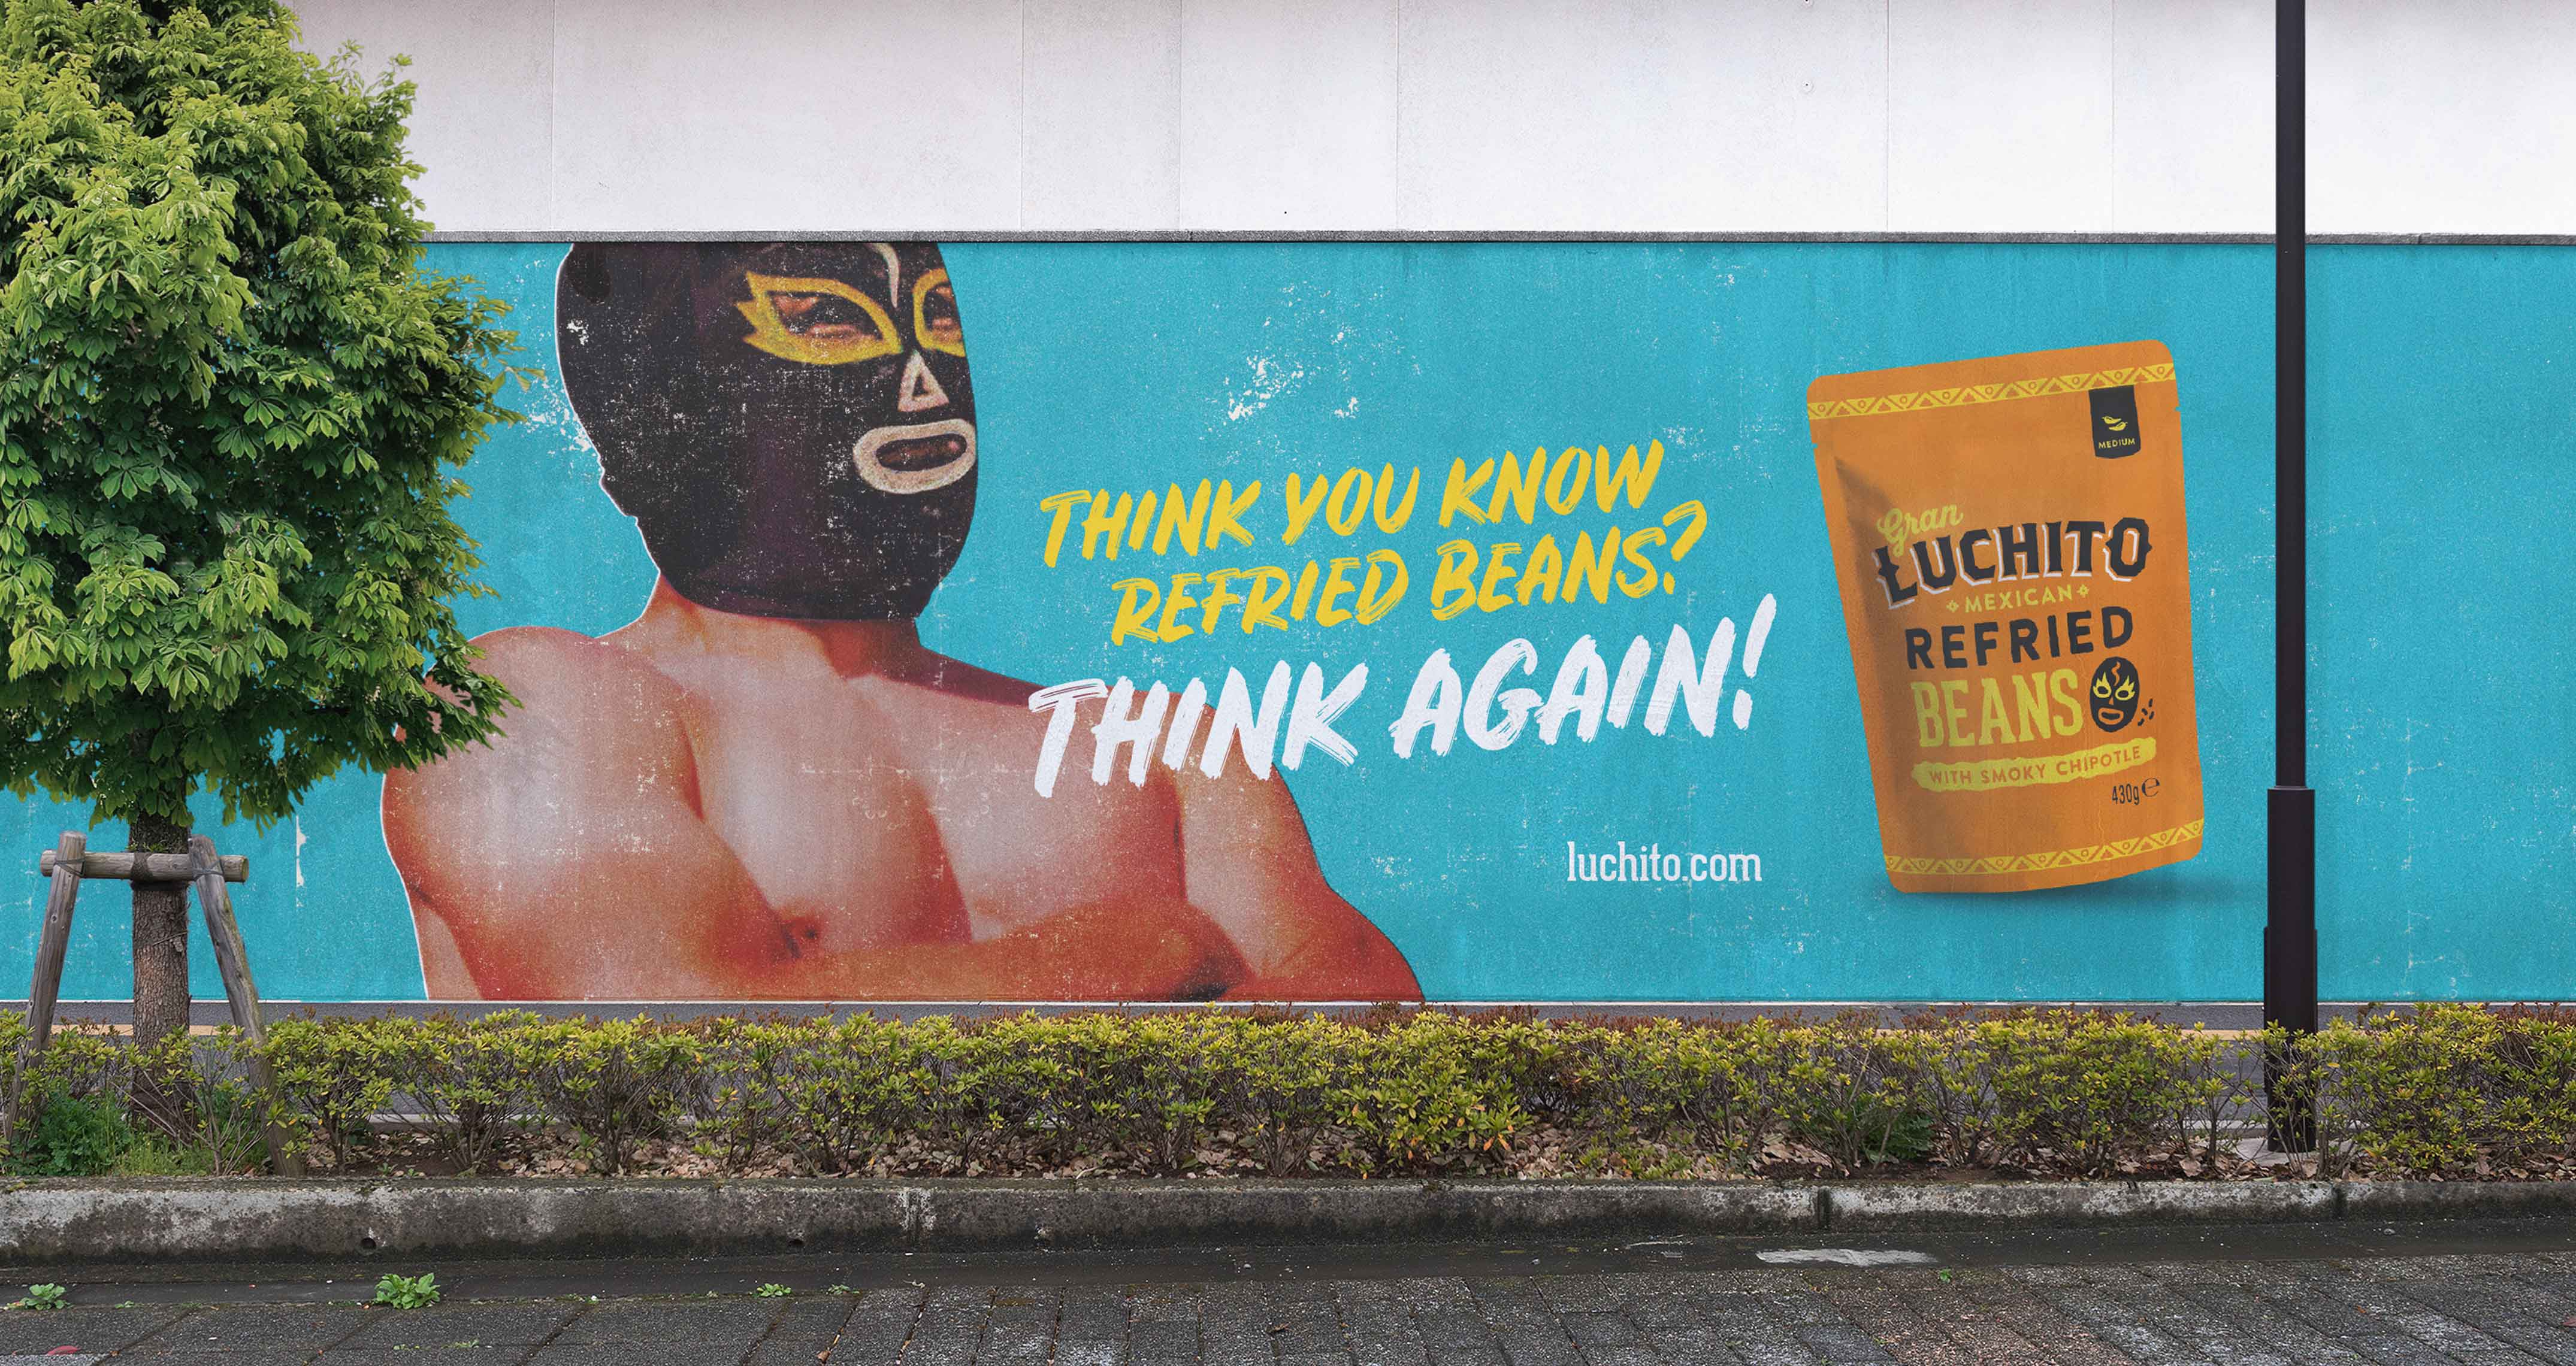 THINK YOU KNOW
REFRIED BEANS?
THINK AGAIN!
luchito.com
MEDIUM
Gran
LUCHITO
MEXICAN
REFRIED
BEANS
WITH SMOKY CHIPOTLE
430g℮